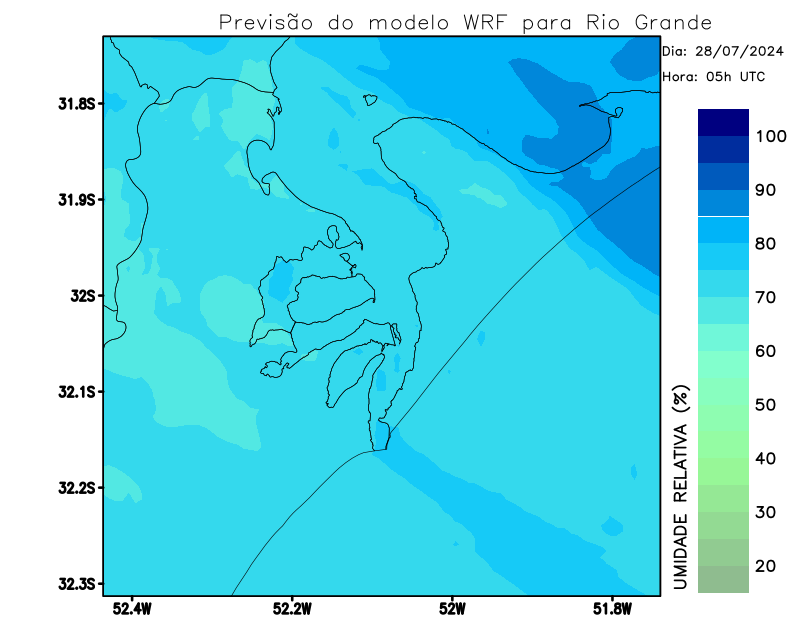 Previsão do modelo WRF para Rio Grande
Dia: 28/07/2024
Hora: 05h UTC
31.8S
31.9S
32S
32.1S
32.2S
32.3S
52.4W
52.2W
52W
51.8W
100
90
80
70
60
50
40
30
20
UMIDADE RELATIVA (%)